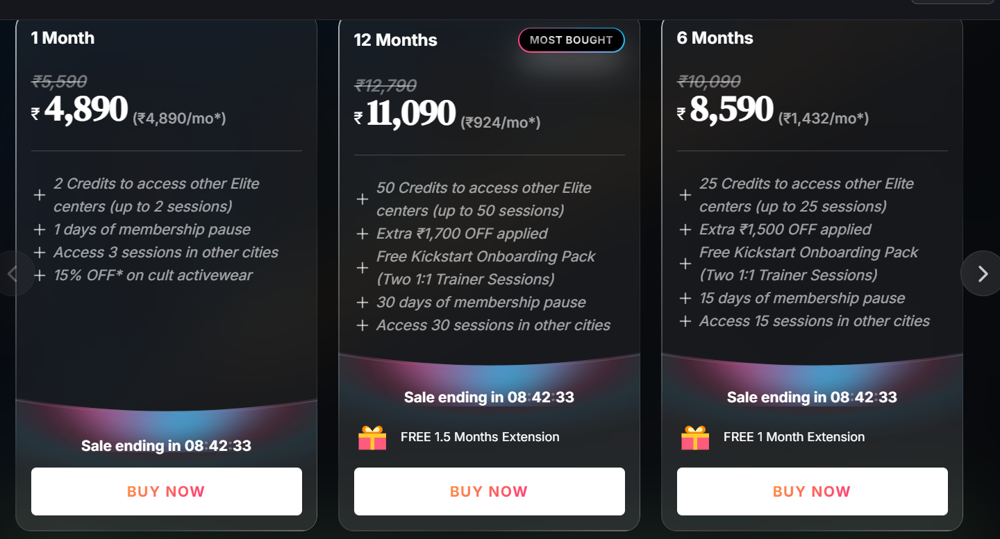 1 Month
₹5,590
₹ 4,890 (₹4,890/mo*)
2 Credits to access other Elite
centers (up to 2 sessions)
1 days of membership pause
Access 3 sessions in other cities
15% OFF* on cult activewear
Sale ending in 08:42:33
BUY NOW
12 Months
MOST BOUGHT
₹12,790
₹ 11,090 (₹924/mo*)
50 Credits to access other Elite
centers (up to 50 sessions)
Extra ₹1,700 OFF applied
Free Kickstart Onboarding Pack
(Two 1:1 Trainer Sessions)
30 days of membership pause
Access 30 sessions in other cities
Sale ending in 08:42:33
FREE 1.5 Months Extension
BUY NOW
6 Months
₹10,090
₹ 8,590 (₹1,432/mo*)
25 Credits to access other Elite
centers (up to 25 sessions)
Extra ₹1,500 OFF applied
Free Kickstart Onboarding Pack
(Two 1:1 Trainer Sessions)
15 days of membership pause
Access 15 sessions in other cities
Sale ending in 08:42:33
FREE 1 Month Extension
BUY NOW